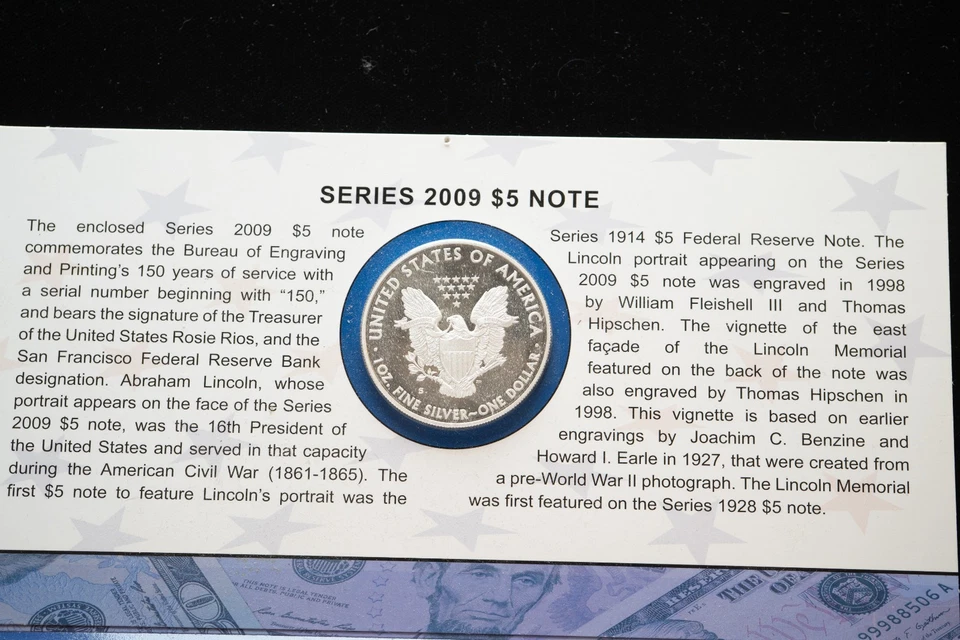 SERIES 2009 $5 NOTE
The enclosed Series 2009 $5 note
commemorates the Bureau of Engraving
and Printing's 150 years of service with
a serial number beginning with “150,”
and bears the signature of the Treasurer
of the United States Rosie Rios, and the
San Francisco Federal Reserve Bank
designation. Abraham Lincoln, whose
portrait appears on the face of the Series
2009 $5 note, was the 16th President of
the United States and served in that capacity
during the American Civil War (1861-1865). The
first $5 note to feature Lincoln's portrait was the
Series 1914 $5 Federal Reserve Note. The
Lincoln portrait appearing on the Series
2009 $5 note was engraved in 1998
by William Fleishell III and Thomas
Hipschen. The vignette of the east
façade of the Lincoln Memorial
featured on the back of the note was
also engraved by Thomas Hipschen in
1998. This vignette is based on earlier
engravings by Joachim C. Benzine and
Howard I. Earle in 1927, that were created from
a pre-World War II photograph. The Lincoln Memorial
was first featured on the Series 1928 $5 note.
UNITED STATES OF AMERICA
1 OZ. FINE SILVER~ONE DOLLAR
THIS NOTE IS LEGAL TENDER
THE
OF
99988506 A